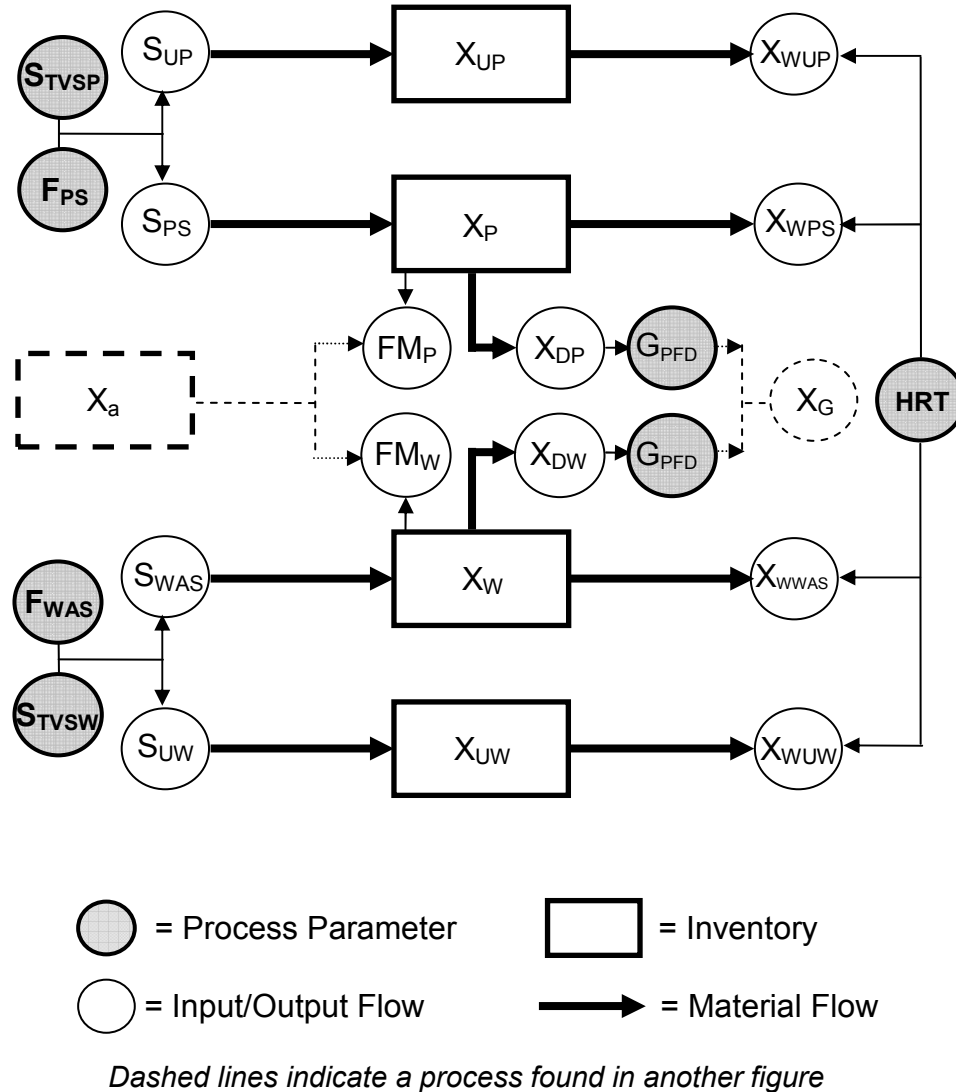 S_UP
X_UP
X_WUP
S_TVSP
F_PS
S_PS
X_P
X_WPS
FM_P
X_DP
G_PFD
X_a
X_G
HRT
FM_W
X_DW
G_PFD
S_WAS
X_W
X_WWAS
F_WAS
S_TVSW
S_UW
X_UW
X_WUW
= Process Parameter
= Inventory
= Input/Output Flow
= Material Flow
Dashed lines indicate a process found in another figure